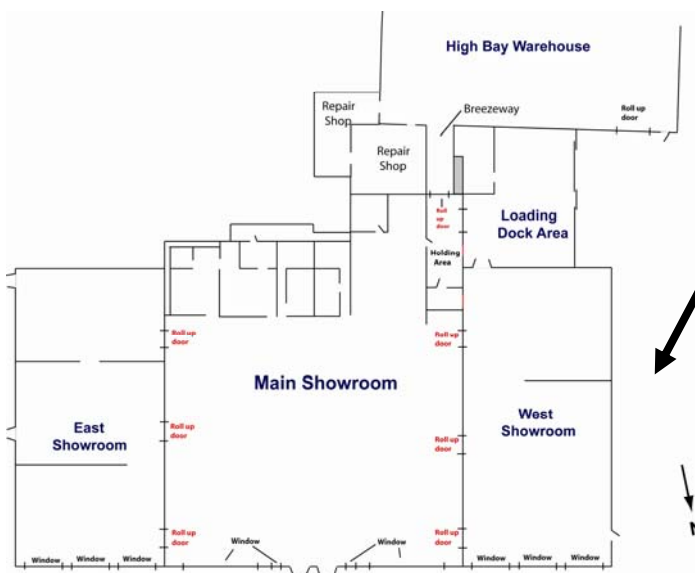 High Bay Warehouse
Repair
Shop
Breezeway
Roll up
door
Repair
Shop
Roll
up
door
Loading
Dock Area
Holding
Area
Roll up
door
Roll up
door
Main Showroom
East
Showroom
Roll up
door
West
Showroom
Roll up
door
Roll up
door
Window
Window
Roll up
door
Window
Window
Window
Window
Window
Window